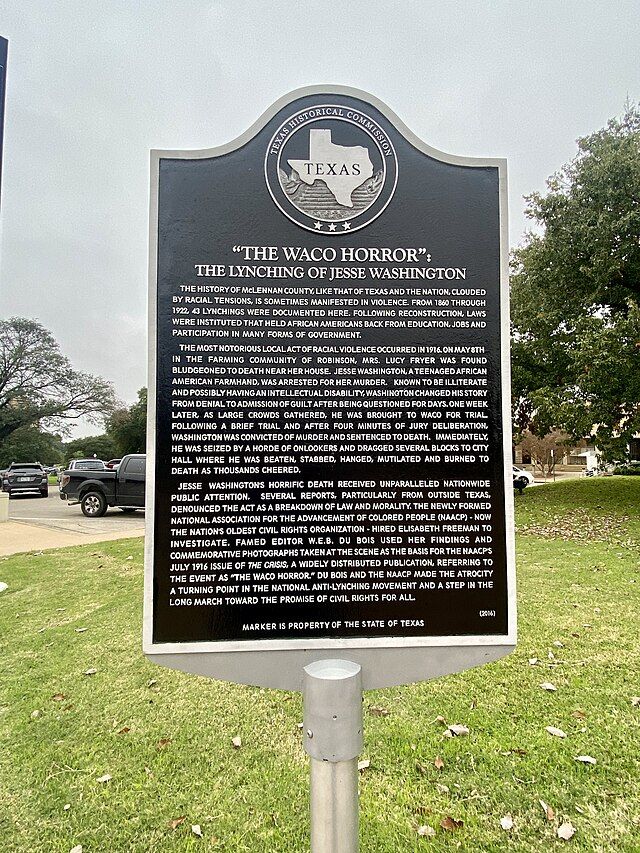 TEXAS HISTORICAL COMMISSION
TEXAS
"THE WACO HORROR":
THE LYNCHING OF JESSE WASHINGTON
THE HISTORY OF McLENNAN COUNTY, LIKE THAT OF TEXAS AND THE NATION, CLOUDED
BY RACIAL TENSIONS, IS SOMETIMES MANIFESTED IN VIOLENCE. FROM 1860 THROUGH
1922, 43 LYNCHINGS WERE DOCUMENTED HERE. FOLLOWING RECONSTRUCTION, LAWS
WERE INSTITUTED THAT HELD AFRICAN AMERICANS BACK FROM EDUCATION, JOBS AND
PARTICIPATION IN MANY FORMS OF GOVERNMENT.
THE MOST NOTORIOUS LOCAL ACT OF RACIAL VIOLENCE OCCURRED IN 1916. ON MAY 8TH
IN THE FARMING COMMUNITY OF ROBINSON, MRS. LUCY FRYER WAS FOUND
BLUDGEONED TO DEATH NEAR HER HOUSE. JESSE WASHINGTON, A TEENAGED AFRICAN
AMERICAN FARMHAND, WAS ARRESTED FOR HER MURDER. KNOWN TO BE ILLITERATE
AND POSSIBLY HAVING AN INTELLECTUAL DISABILITY, WASHINGTON CHANGED HIS STORY
FROM DENIAL TO ADMISSION OF GUILT AFTER BEING QUESTIONED FOR DAYS. ONE WEEK
LATER, AS LARGE CROWDS GATHERED, HE WAS BROUGHT TO WACO FOR TRIAL.
FOLLOWING A BRIEF TRIAL AND AFTER FOUR MINUTES OF JURY DELIBERATION,
WASHINGTON WAS CONVICTED OF MURDER AND SENTENCED TO DEATH. IMMEDIATELY,
HE WAS SEIZED BY A HORDE OF ONLOOKERS AND DRAGGED SEVERAL BLOCKS TO CITY
HALL WHERE HE WAS BEATEN, STABBED, HANGED, MUTILATED AND BURNED TO
DEATH AS THOUSANDS CHEERED.
JESSE WASHINGTON'S HORRIFIC DEATH RECEIVED UNPARALLELED NATIONWIDE
PUBLIC ATTENTION. SEVERAL REPORTS, PARTICULARLY FROM OUTSIDE TEXAS,
DENOUNCED THE ACT AS A BREAKDOWN OF LAW AND MORALITY. THE NEWLY FORMED
NATIONAL ASSOCIATION FOR THE ADVANCEMENT OF COLORED PEOPLE (NAACP) - NOW
THE NATION'S OLDEST CIVIL RIGHTS ORGANIZATION - HIRED ELISABETH FREEMAN TO
INVESTIGATE. FAMED EDITOR W.E.B. DU BOIS USED HER FINDINGS AND
COMMEMORATIVE PHOTOGRAPHS TAKEN AT THE SCENE AS THE BASIS FOR THE NAACP'S
JULY 1916 ISSUE OF THE CRISIS, A WIDELY DISTRIBUTED PUBLICATION, REFERRING TO
THE EVENT AS "THE WACO HORROR." DU BOIS AND THE NAACP MADE THE ATROCITY
A TURNING POINT IN THE NATIONAL ANTI-LYNCHING MOVEMENT AND A STEP IN THE
LONG MARCH TOWARD THE PROMISE OF CIVIL RIGHTS FOR ALL.
(2016)
MARKER IS PROPERTY OF THE STATE OF TEXAS